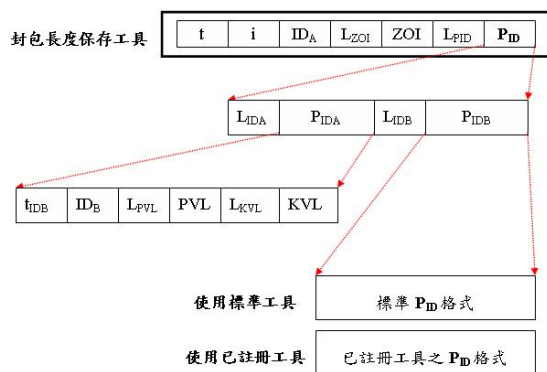 封包長度保存工具 t i IDA LZOI ZOI LPID PID
LIDA PIDA LIDB PIDB
tIDB IDB LPVL PVL LKVL KVL
使用標準工具 標準 PID 格式
使用已註冊工具 已註冊工具之 PID 格式